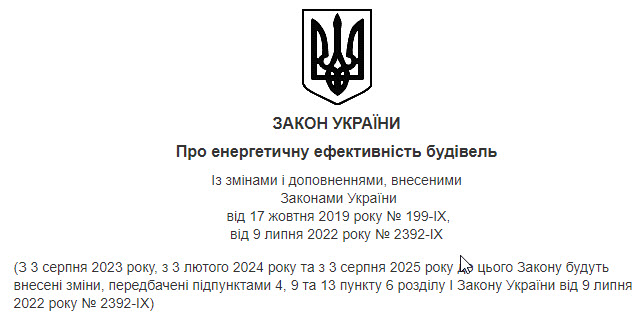 ЗАКОН УКРАЇНИ
Про енергетичну ефективність будівель
Із змінами і доповненнями, внесеними
Законами України
від 17 жовтня 2019 року № 199-IX,
від 9 липня 2022 року № 2392-IX
(З 3 серпня 2023 року, з 3 лютого 2024 року та з 3 серпня 2025 року до цього Закону будуть
внесені зміни, передбачені підпунктами 4, 9 та 13 пункту 6 розділу I Закону України від 9 липня
2022 року № 2392-IX)